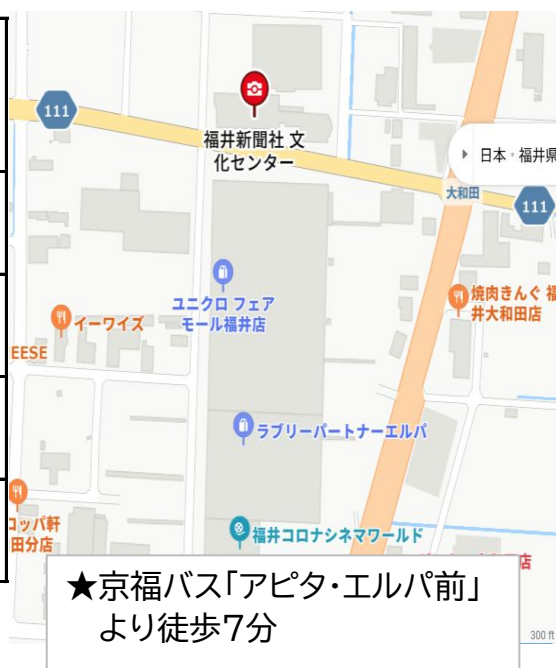 111
福井新聞社 文
化センター
日本・福井県
大和田
111
ユニクロ フェア
モール福井店
焼肉きんぐ 福
井大和田店
イーワイズ
EESE
ラブリーパートナーエルパ
コッパ軒
田分店
福井コロナシネマワールド
店
★京福バス「アピタ・エルパ前」
より徒歩7分
300 ft